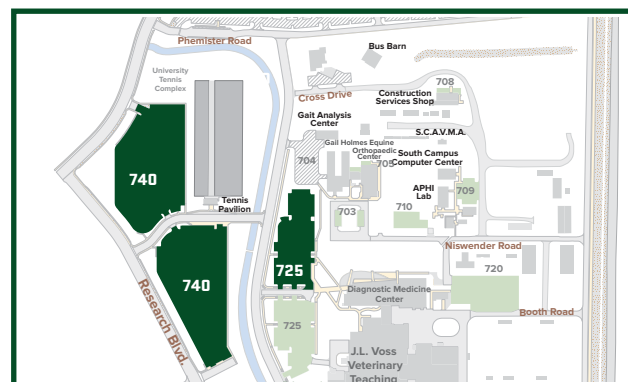 Phemister Road
Bus Barn
University
Tennis
Complex
708
Cross Drive
Construction
Services Shop
Gait Analysis
Center
S.C.A.V.M.A.
Gail Holmes Equine
Orthopaedic
Center
704
705
South Campus
Computer Center
740
APHI
Lab
709
Tennis
Pavilion
703
710
Niswender Road
725
720
740
Diagnostic Medicine
Center
Research Blvd.
Booth Road
725
J.L. Voss
Veterinary
Teaching